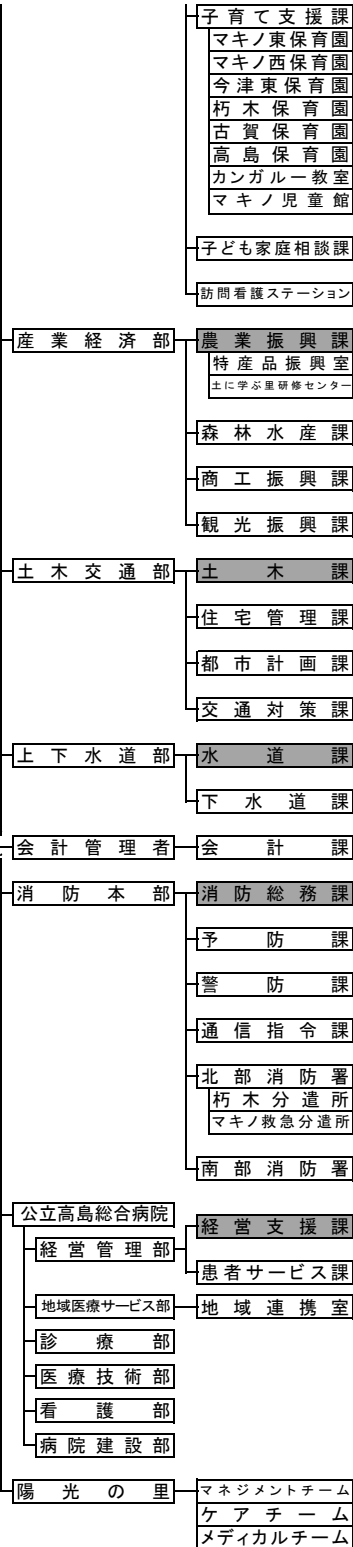 子育て支援課
マキノ東保育園
マキノ西保育園
今津東保育園
朽木保育園
古賀保育園
高島保育園
カンガルー教室
マキノ児童館
子ども家庭相談課
訪問看護ステーション
産業経済部 農業振興課
特産品振興室
土に学ぶ里研修センター
森林水産課
商工振興課
観光振興課
土木交通部 土木課
住宅管理課
都市計画課
交通対策課
上下水道部 水道課
下水道課
会計管理者 会計課
消防本部 消防総務課
予防課
警防課
通信指令課
北部消防署
朽木分遣所
マキノ救急分遣所
南部消防署
公立高島総合病院
経営管理部 経営支援課
患者サービス課
地域医療サービス部 地域連携室
診療部
医療技術部
看護部
病院建設部
陽光の里 マネジメントチーム
ケアチーム
メディカルチーム